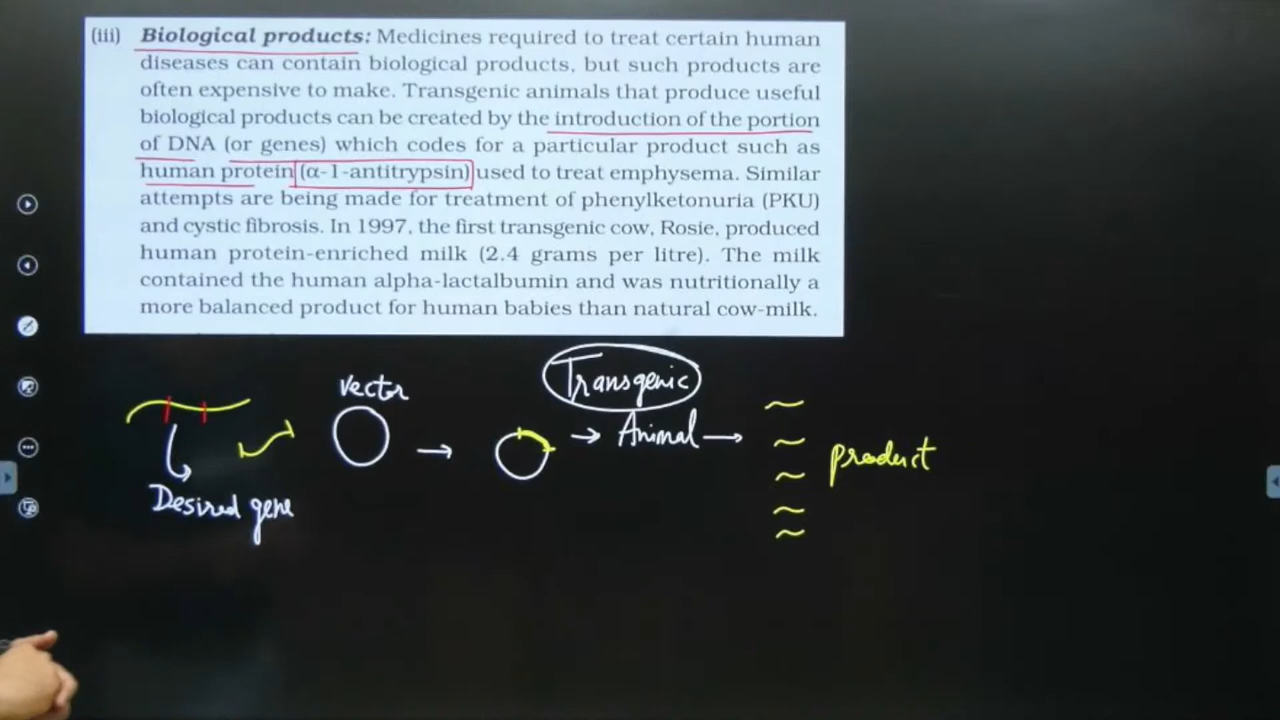 (iii) Biological products: Medicines required to treat certain human
diseases can contain biological products, but such products are
often expensive to make. Transgenic animals that produce useful
biological products can be created by the introduction of the portion
of DNA (or genes) which codes for a particular product such as
human protein (α-1-antitrypsin) used to treat emphysema. Similar
attempts are being made for treatment of phenylketonuria (PKU)
and cystic fibrosis. In 1997, the first transgenic cow, Rosie, produced
human protein-enriched milk (2.4 grams per litre). The milk
contained the human alpha-lactalbumin and was nutritionally a
more balanced product for human babies than natural cow-milk.
Vector
Transgenic
Animal
product
Desired gene